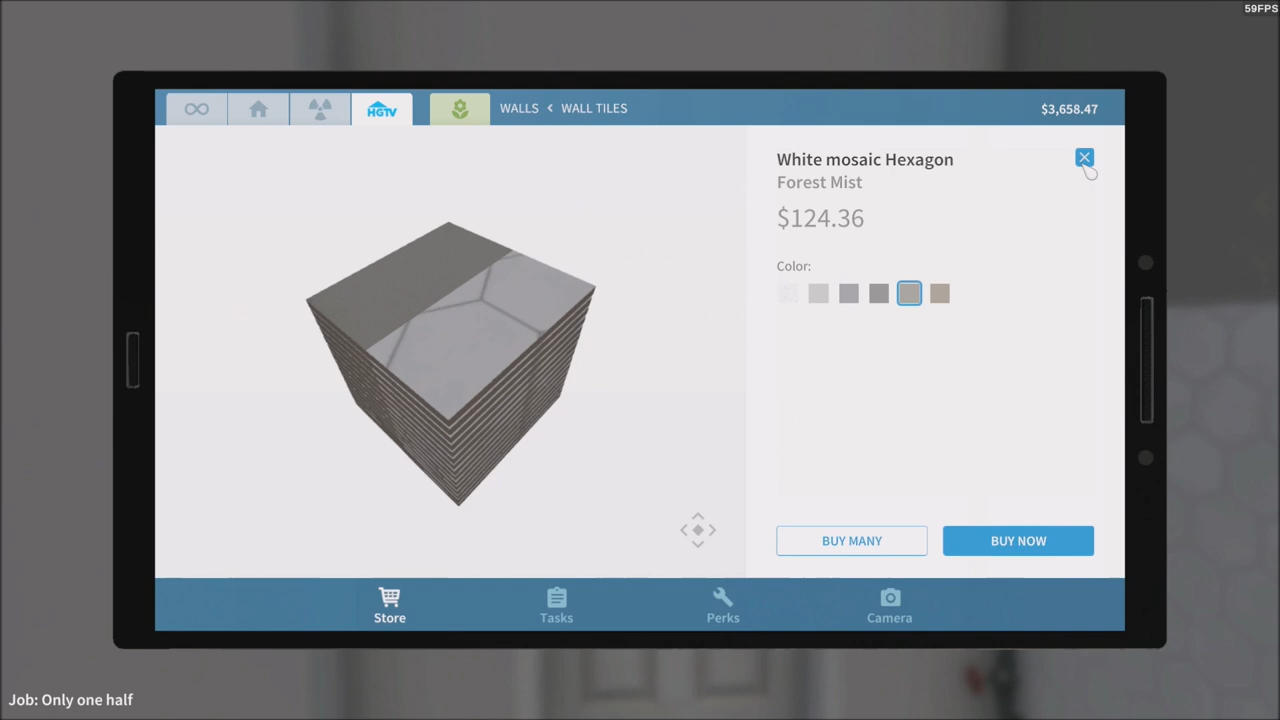 59FPS
HGTV
WALLS < WALL TILES
$3,658.47
White mosaic Hexagon
Forest Mist
$124.36
Color:
BUY MANY
BUY NOW
Store
Tasks
Perks
Camera
Job: Only one half